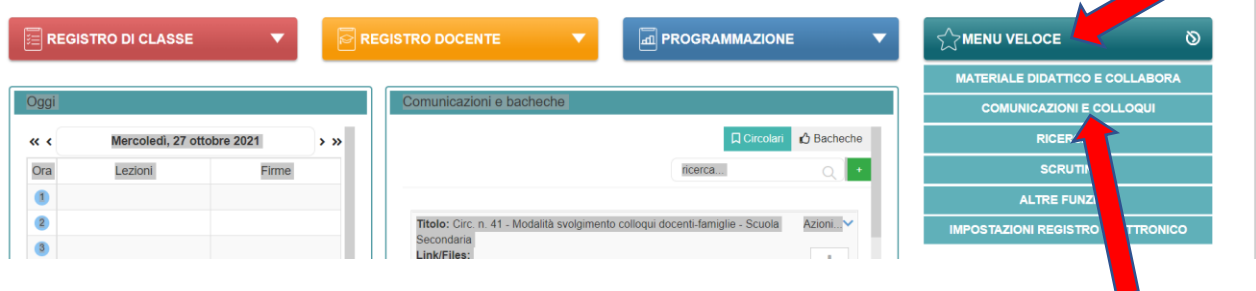 REGISTRO DI CLASSE
REGISTRO DOCENTE
PROGRAMMAZIONE
MENU VELOCE
MATERIALE DIDATTICO E COLLABORA
COMUNICAZIONI E COLLOQUI
SCRUTIN
ALTRE FUNZ
IMPOSTAZIONI REGISTRO TTRONICO
Oggi
« < Mercoledì, 27 ottobre 2021 > »
Ora Lezioni Firme
1
2
3
Comunicazioni e bacheche
Circolari Bacheche
ricerca... +
Titolo: Circ. n. 41 - Modalità svolgimento colloqui docenti-famiglie - Scuola Azioni...
Secondaria
Link/Files: